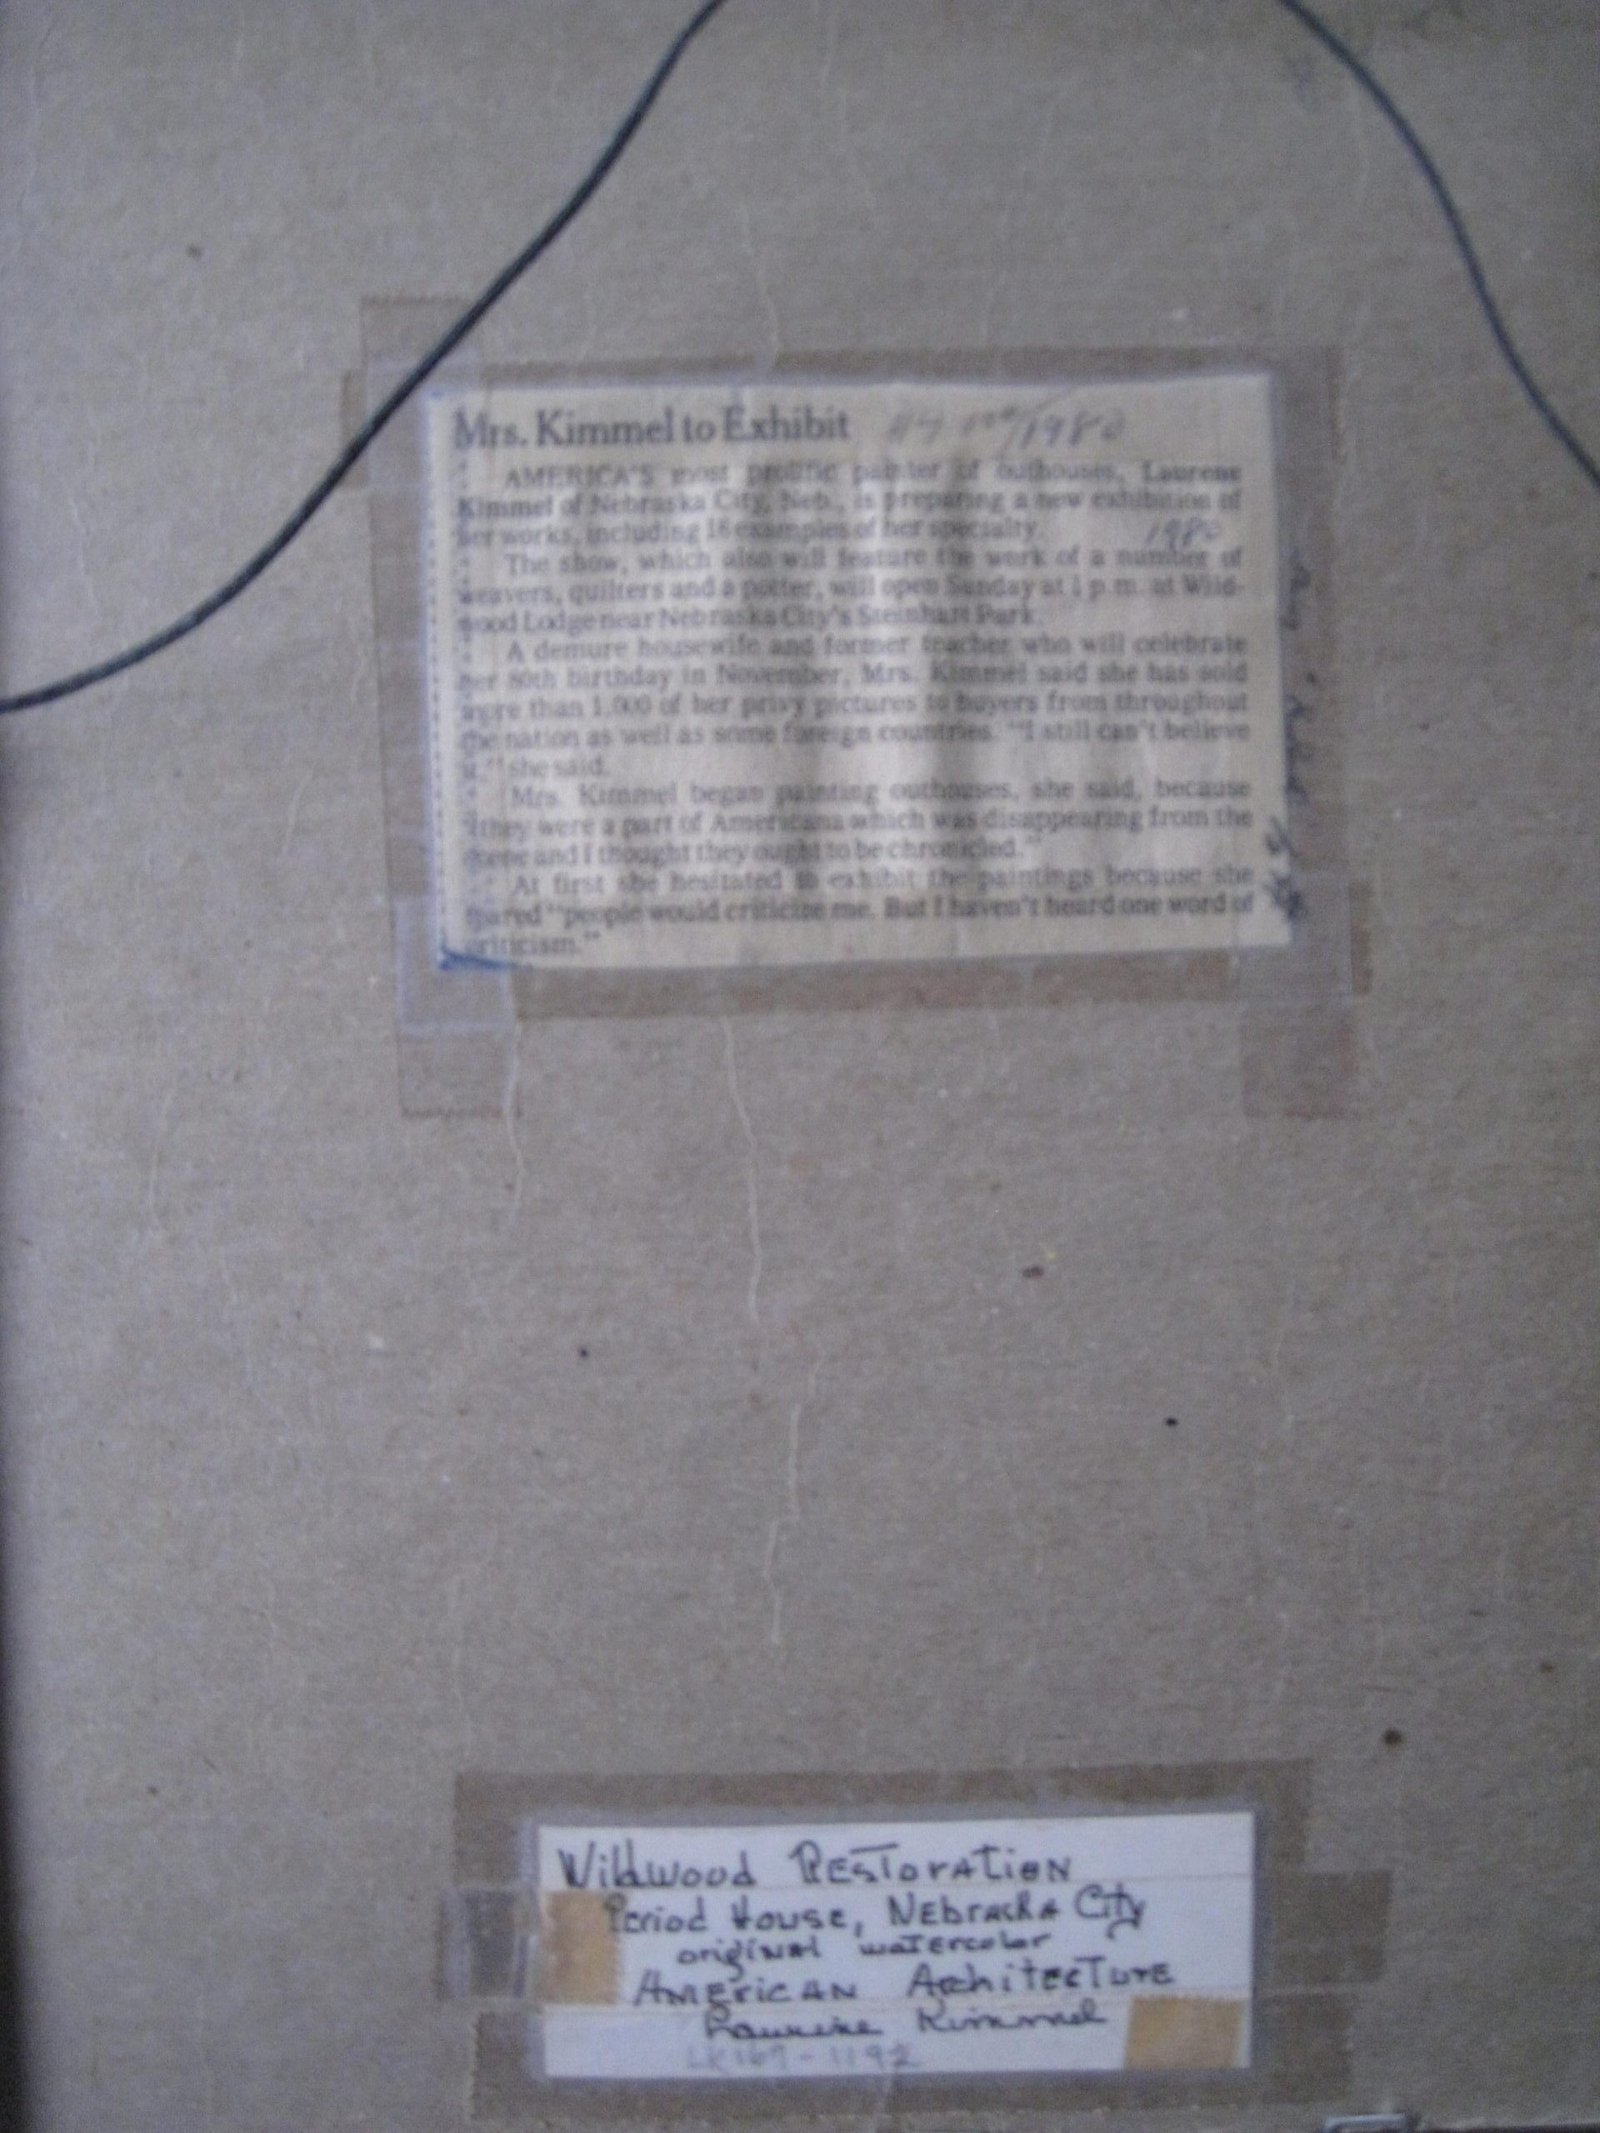 Mrs. Kimmel to Exhibit 1980
AMERICA'S most prolific painter of outhouses, Laurene
Kimmel of Nebraska City, Neb., is preparing a new exhibition of
her works, including 16 examples of her specialty.
1980
The show, which also will feature the work of a number of
weavers, quilters and a potter, will open Sunday at 1 p.m. at Wild-
wood Lodge near Nebraska City's Steinhart Park.
A demure housewife and former teacher who will celebrate
her 80th birthday in November, Mrs. Kimmel said she has sold
more than 1,000 of her privy pictures to buyers from throughout
the nation as well as some foreign countries. "I still can't believe
it," she said.
Mrs. Kimmel began painting outhouses, she said, because
"they were a part of Americana which was disappearing from the
scene and I thought they ought to be chronicled."
At first she hesitated to exhibit the paintings because she
feared "people would criticize me. But I haven't heard one word of
criticism."
Wildwood Restoration
Period House, Nebraska City
original watercolor
American Architecture
Laurene Kimmel